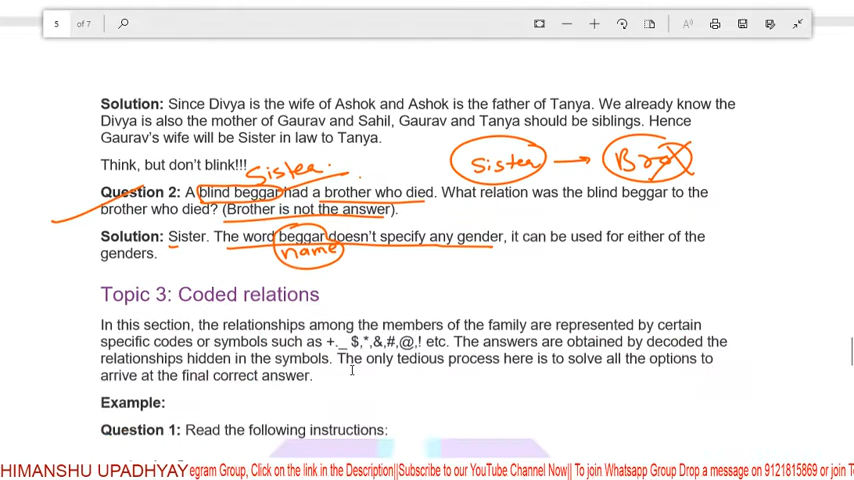 5 of 7
Solution: Since Divya is the wife of Ashok and Ashok is the father of Tanya. We already know the
Divya is also the mother of Gaurav and Sahil, Gaurav and Tanya should be siblings. Hence
Gaurav's wife will be Sister in law to Tanya.
Think, but don't blink!!!
Sister.
Sister → Bro
Question 2: A blind beggar had a brother who died. What relation was the blind beggar to the
brother who died? (Brother is not the answer).
Solution: Sister. The word beggar doesn't specify any gender, it can be used for either of the
name
genders.
Topic 3: Coded relations
In this section, the relationships among the members of the family are represented by certain
specific codes or symbols such as +._ $,*,&,#,@,! etc. The answers are obtained by decoded the
relationships hidden in the symbols. The only tedious process here is to solve all the options to
arrive at the final correct answer.
Example:
Question 1: Read the following instructions:
HIMANSHU UPADHYAY egram Group, Click on the link in the Description||Subscribe to our YouTube Channel Now|| To join Whatsapp Group Drop a message on 9121815869 or join Te